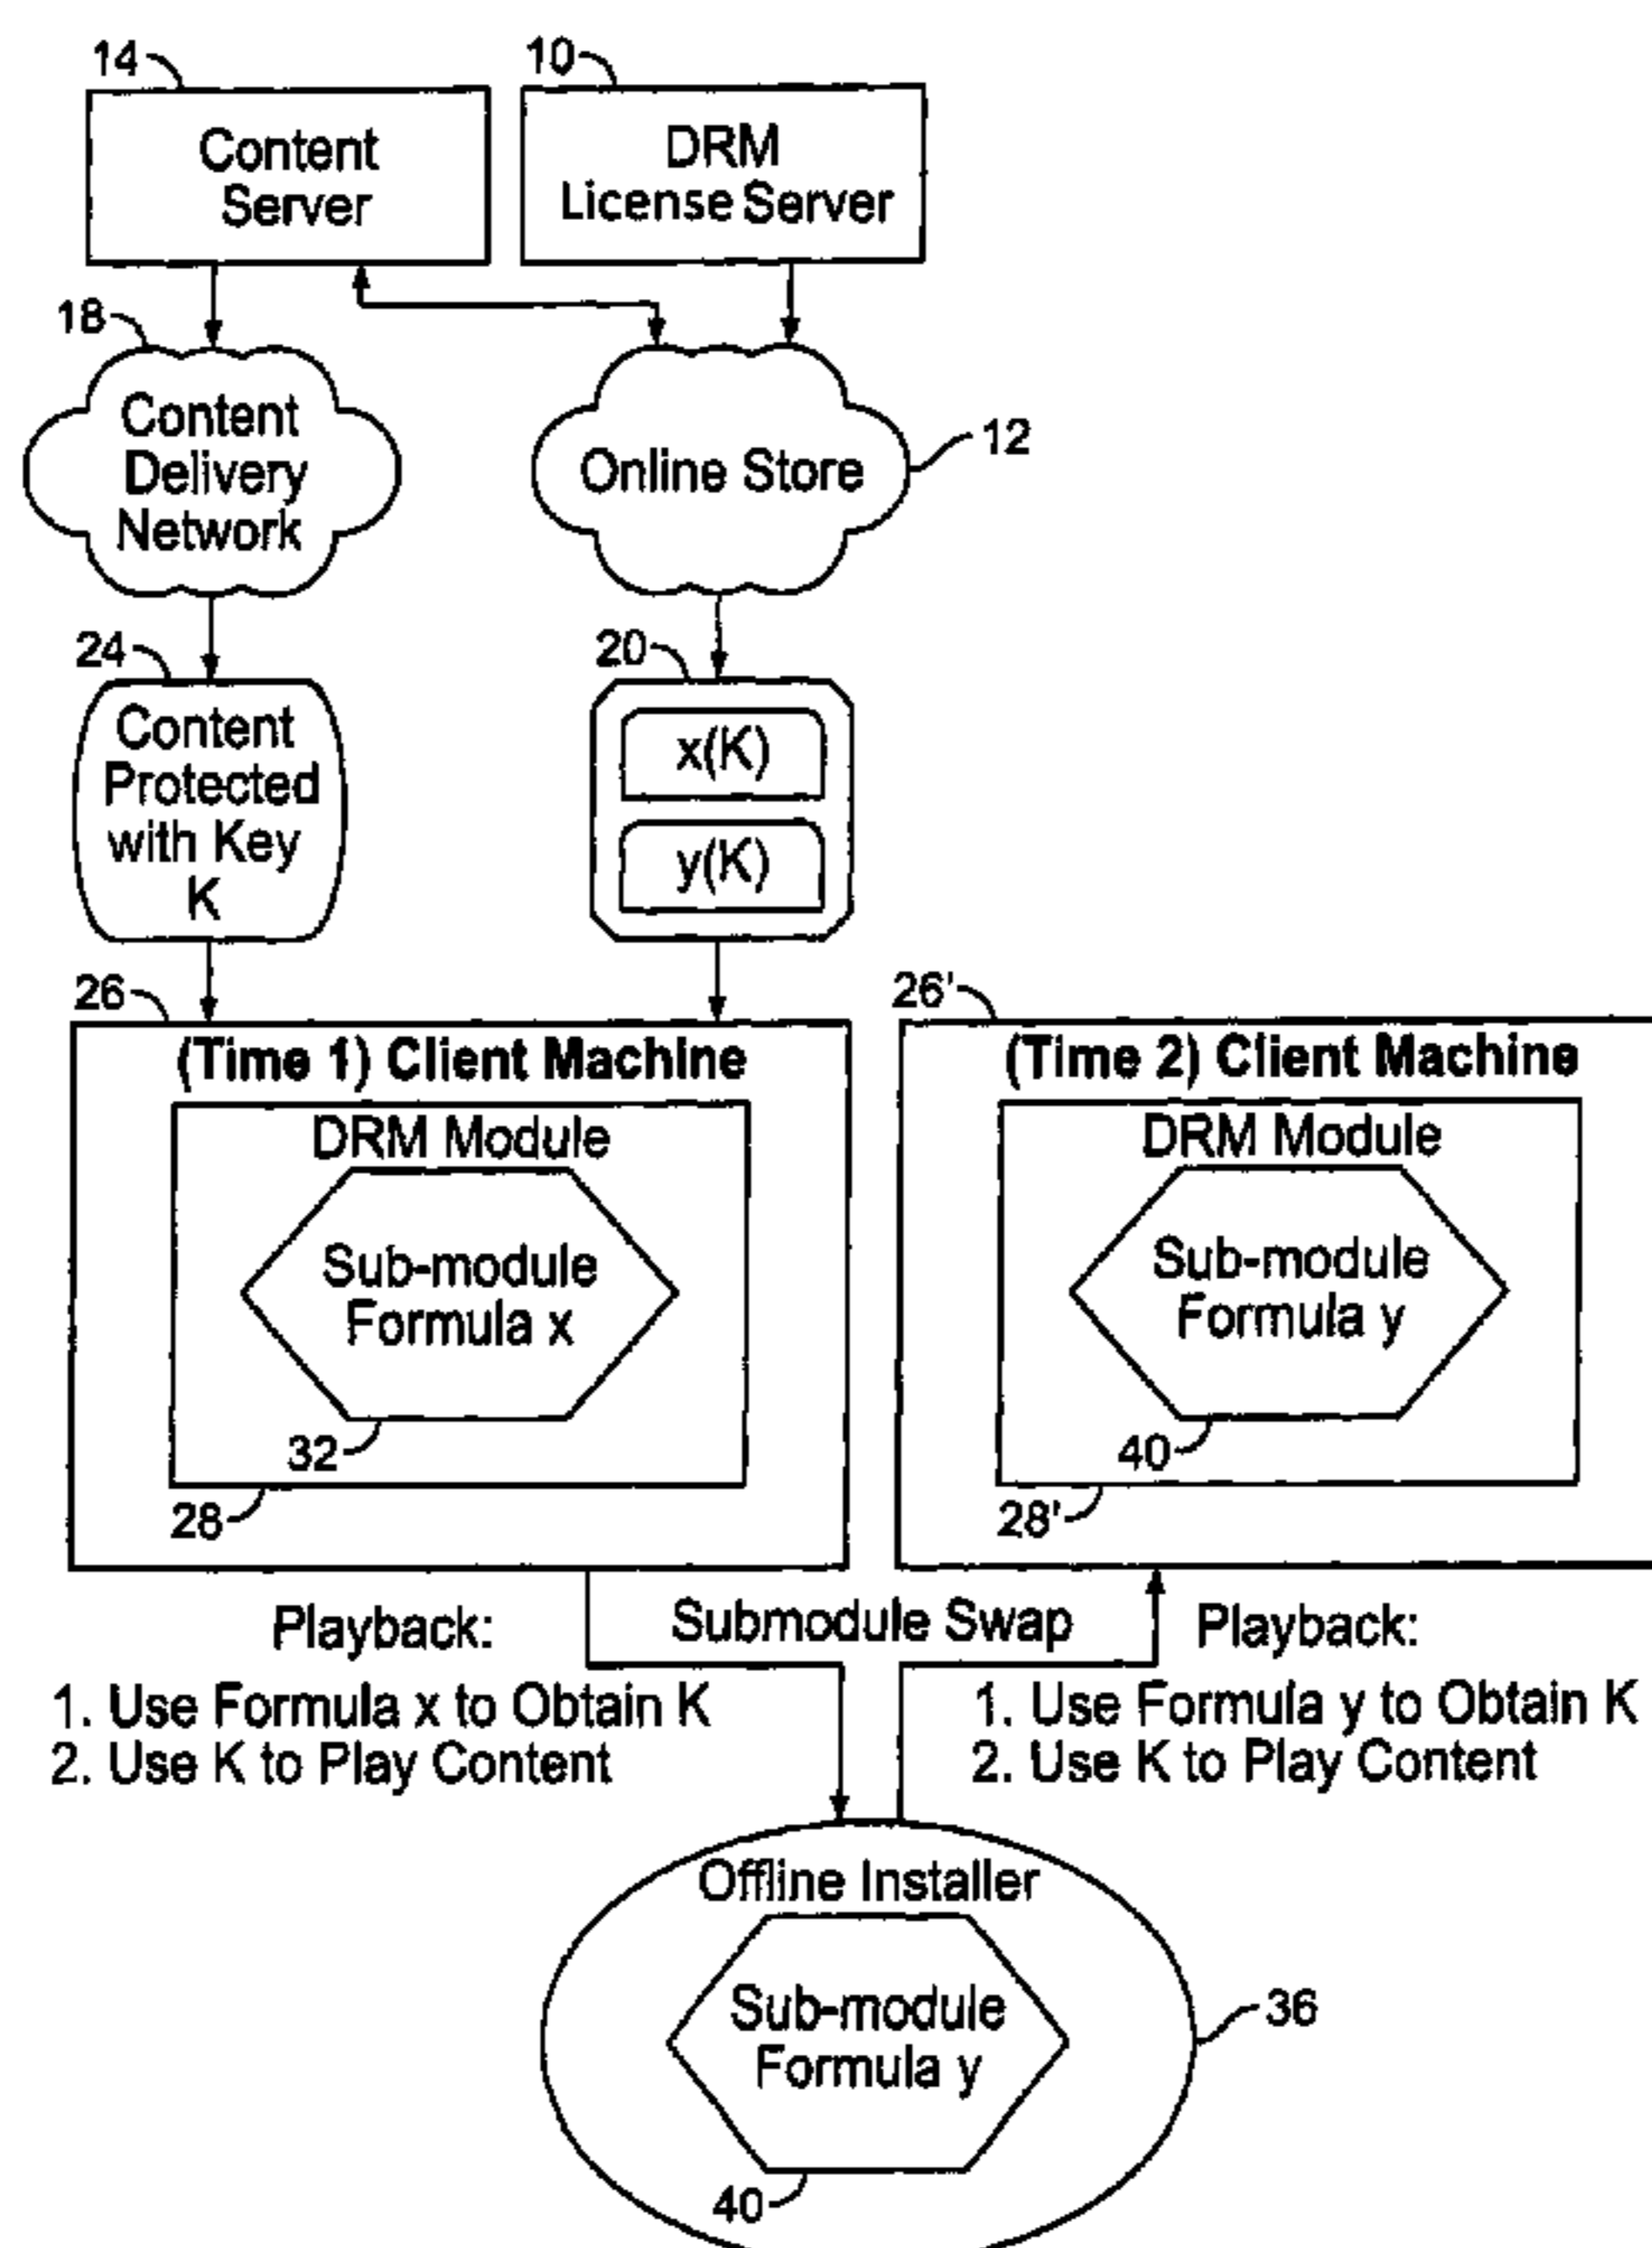 14
10
Content
Server
DRM
License Server
18
Content
Delivery
Network
Online Store
12
24
20
Content
Protected
with Key
K
x(K)
y(K)
26
(Time 1) Client Machine
DRM Module
Sub-module
Formula x
32
28
26'
(Time 2) Client Machine
DRM Module
Sub-module
Formula y
40
28'
Playback:
1. Use Formula x to Obtain K
2. Use K to Play Content
Submodule Swap
Playback:
1. Use Formula y to Obtain K
2. Use K to Play Content
Offline Installer
Sub-module
Formula y
36
40